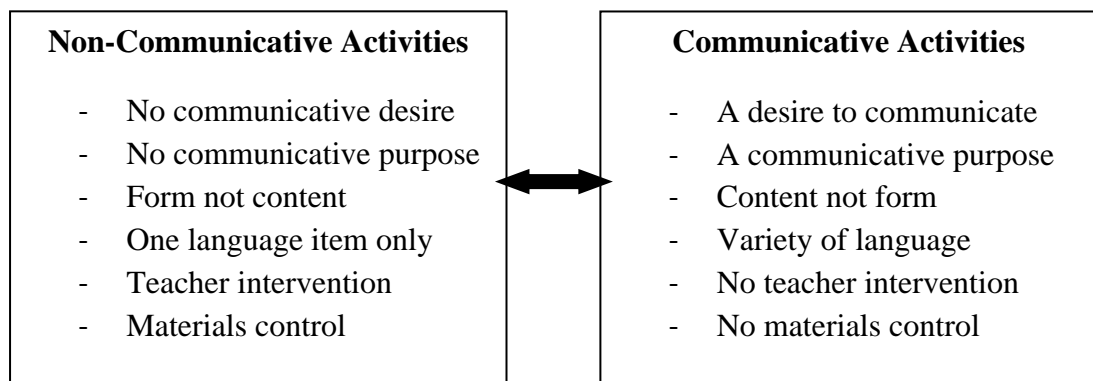 Non-Communicative Activities
- No communicative desire
- No communicative purpose
- Form not content
- One language item only
- Teacher intervention
- Materials control
Communicative Activities
- A desire to communicate
- A communicative purpose
- Content not form
- Variety of language
- No teacher intervention
- No materials control